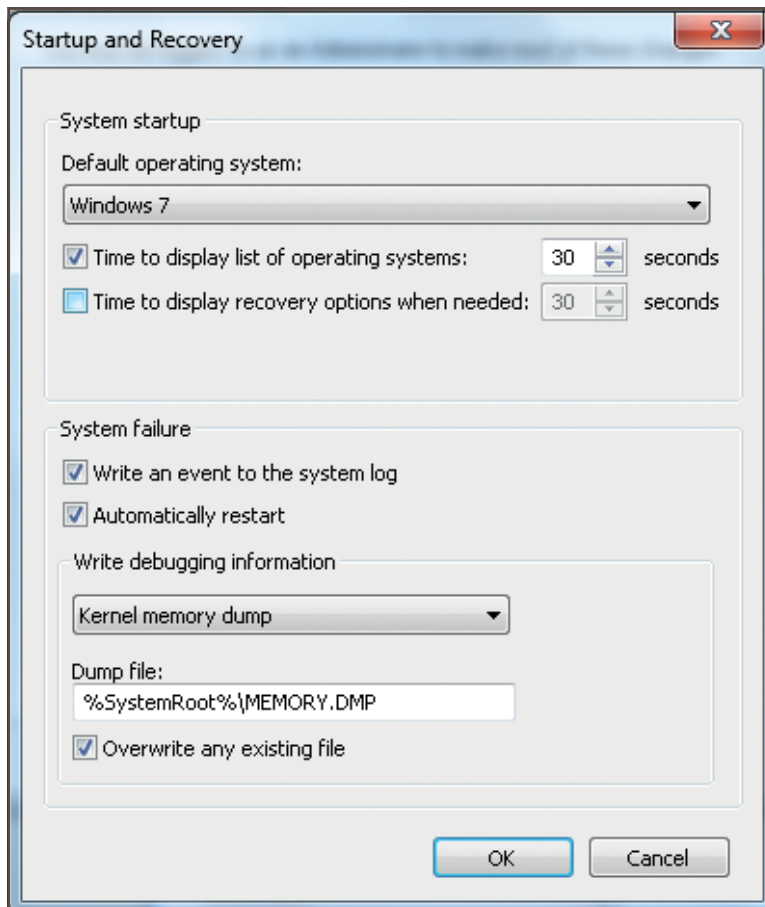 Startup and Recovery
System startup
Default operating system:
Windows 7
Time to display list of operating systems: 30 seconds
Time to display recovery options when needed: 30 seconds
System failure
Write an event to the system log
Automatically restart
Write debugging information
Kernel memory dump
Dump file:
%SystemRoot%\MEMORY.DMP
Overwrite any existing file
OK Cancel